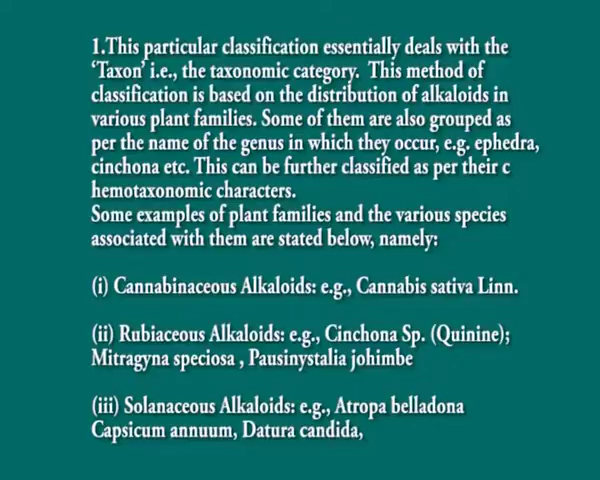 1.This particular classification essentially deals with the
‘Taxon’ i.e., the taxonomic category.  This method of
classification is based on the distribution of alkaloids in
various plant families. Some of them are also grouped as
per the name of the genus in which they occur, e.g. ephedra,
cinchona etc. This can be further classified as per their c
hemotaxonomic characters.
Some examples of plant families and the various species
associated with them are stated below, namely:
(i) Cannabinaceous Alkaloids: e.g., Cannabis sativa Linn.
(ii) Rubiaceous Alkaloids: e.g., Cinchona Sp. (Quinine);
Mitragyna speciosa , Pausinystalia johimbe
(iii) Solanaceous Alkaloids: e.g., Atropa belladona
Capsicum annuum, Datura candida,